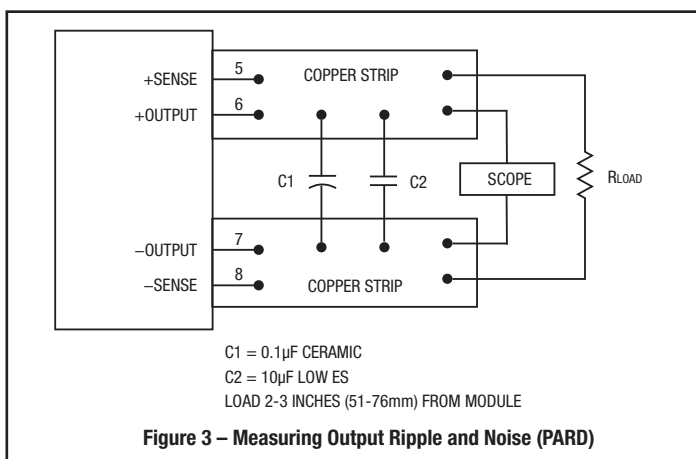 +SENSE 5 COPPER STRIP
+OUTPUT 6
C1 C2 SCOPE RLOAD
−OUTPUT 7
−SENSE 8 COPPER STRIP
C1 = 0.1µF CERAMIC
C2 = 10µF LOW ES
LOAD 2-3 INCHES (51-76mm) FROM MODULE
Figure 3 – Measuring Output Ripple and Noise (PARD)